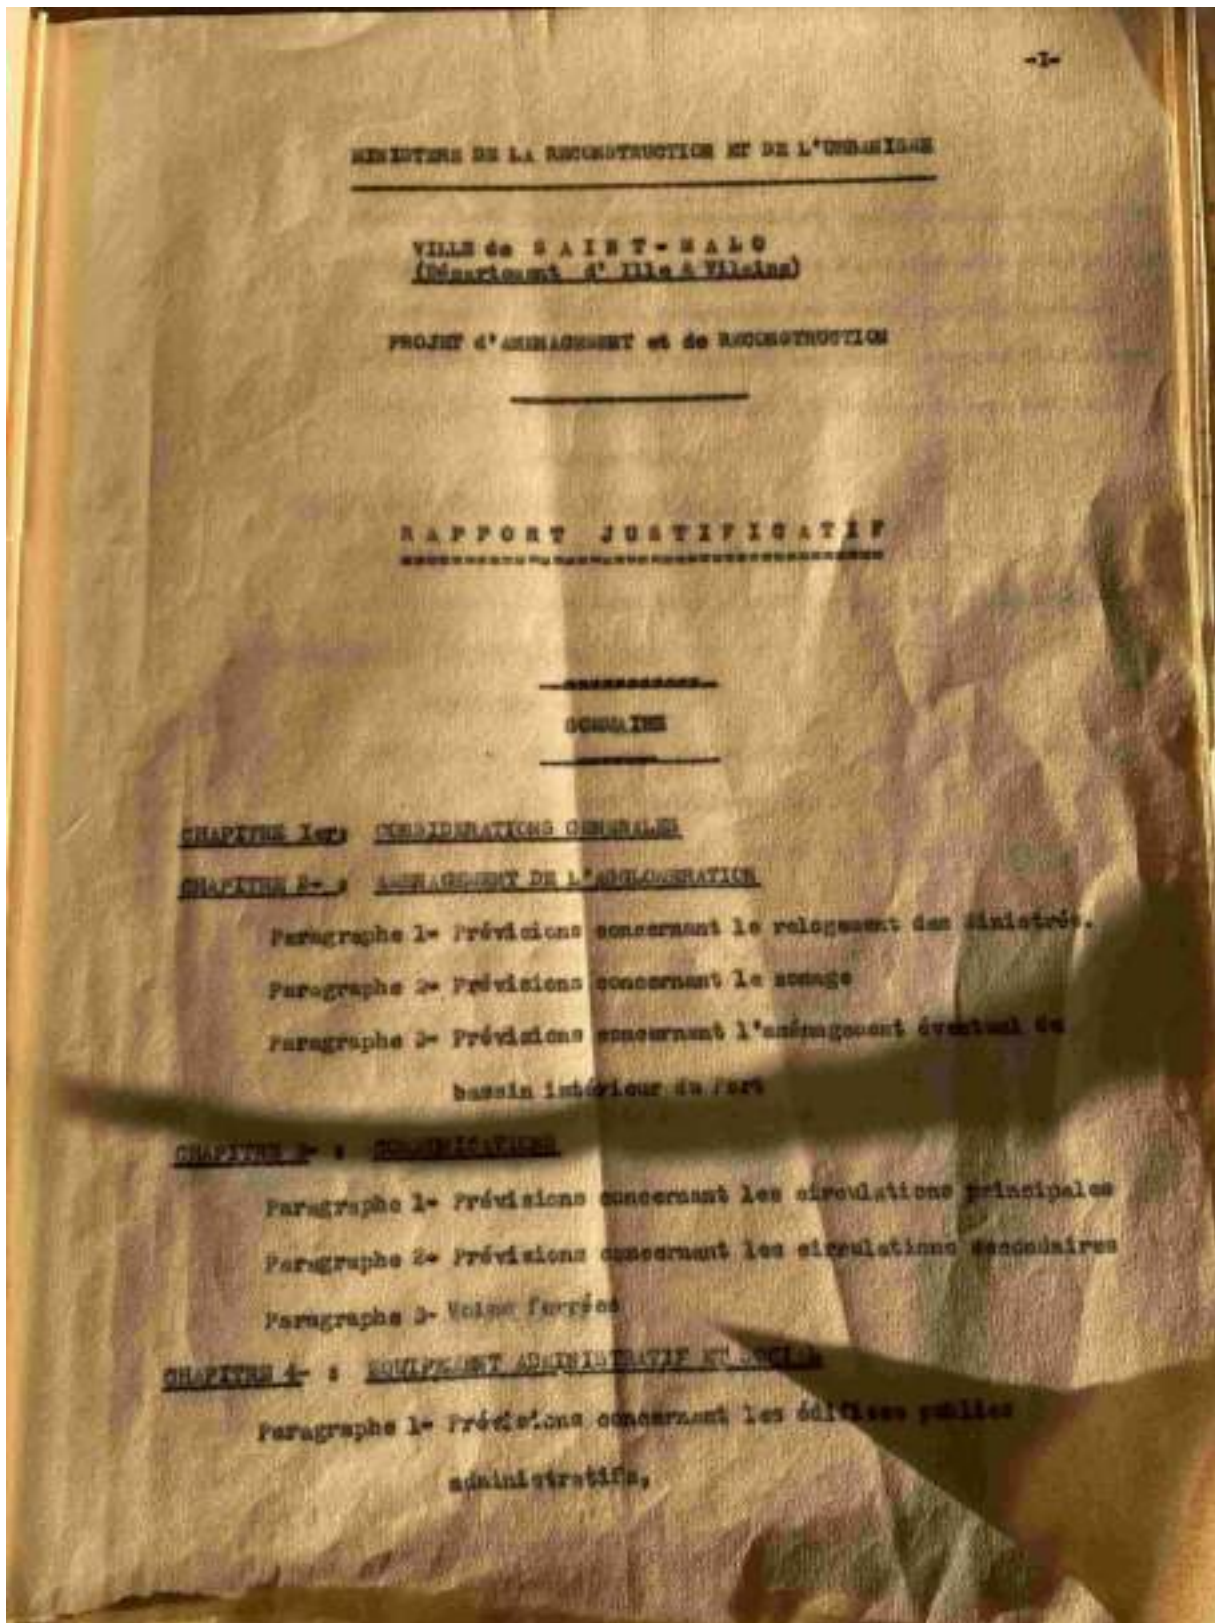 -I-
MINISTERE DE LA RECONSTRUCTION ET DE L'URBANISME
VILLE de SAINT-MALO
(Département d' Ille & Vilaine)
PROJET d'AMENAGEMENT et de RECONSTRUCTION
RAPPORT JUSTIFICATIF
SOMMAIRE
CHAPITRE Ier: CONSIDERATIONS GENERALES
CHAPITRE 2- : AMENAGEMENT DE L'AGGLOMERATION
Paragraphe 1- Prévisions concernant le relogement des Sinistrés.
Paragraphe 2- Prévisions concernant le zonage
Paragraphe 3- Prévisions concernant l'aménagement éventuel du
bassin intérieur du Port
CHAPITRE 3- : COMMUNICATIONS
Paragraphe 1- Prévisions concernant les circulations principales
Paragraphe 2- Prévisions concernant les circulations secondaires
Paragraphe 3- Voies ferrées
CHAPITRE 4- : EQUIPEMENT ADMINISTRATIF ET SOCIAL
Paragraphe 1- Prévisions concernant les édifices publics
administratifs,